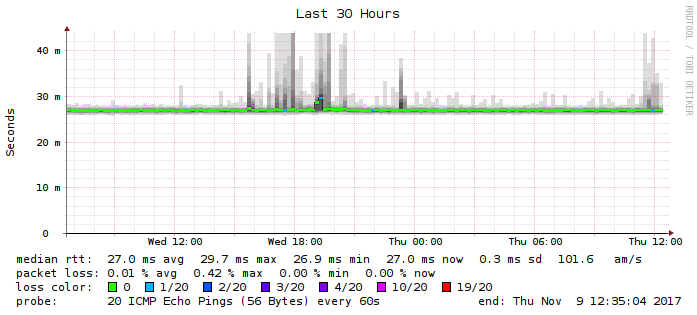 Last 30 Hours
RRDTOOL / TOBI OETIKER
Seconds
40 m
30 m
20 m
10 m
0
Wed 12:00 Wed 18:00 Thu 00:00 Thu 06:00 Thu 12:00
median rtt: 27.0 ms avg 29.7 ms max 26.9 ms min 27.0 ms now 0.3 ms sd 101.6 am/s
packet loss: 0.01 % avg 0.42 % max 0.00 % min 0.00 % now
loss color: 0 1/20 2/20 3/20 4/20 10/20 19/20
probe: 20 ICMP Echo Pings (56 Bytes) every 60s end: Thu Nov 9 12:35:04 2017